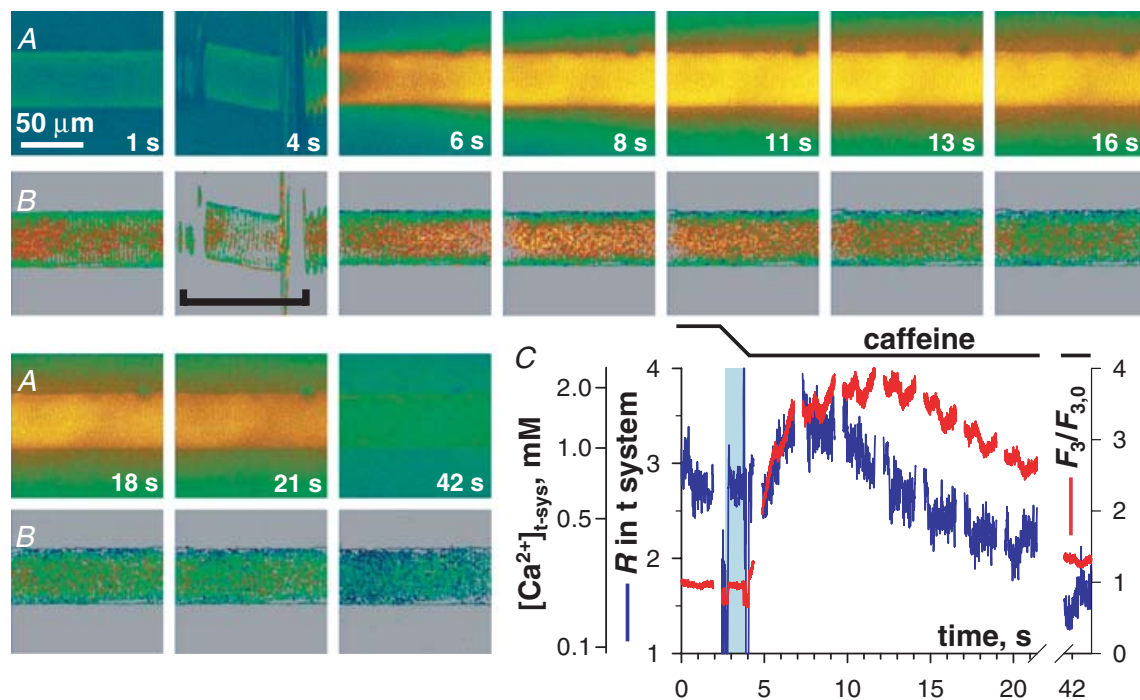 A
50 μm
1 s
4 s
6 s
8 s
11 s
13 s
16 s
B
A
18 s
21 s
42 s
B
C
caffeine
[Ca²⁺]t-sys, mM
2.0
1.0
0.5
0.1
R in t system
4
3
2
1
F₃/F₃,₀
4
3
2
1
0
time, s
0 5 10 15 20 42